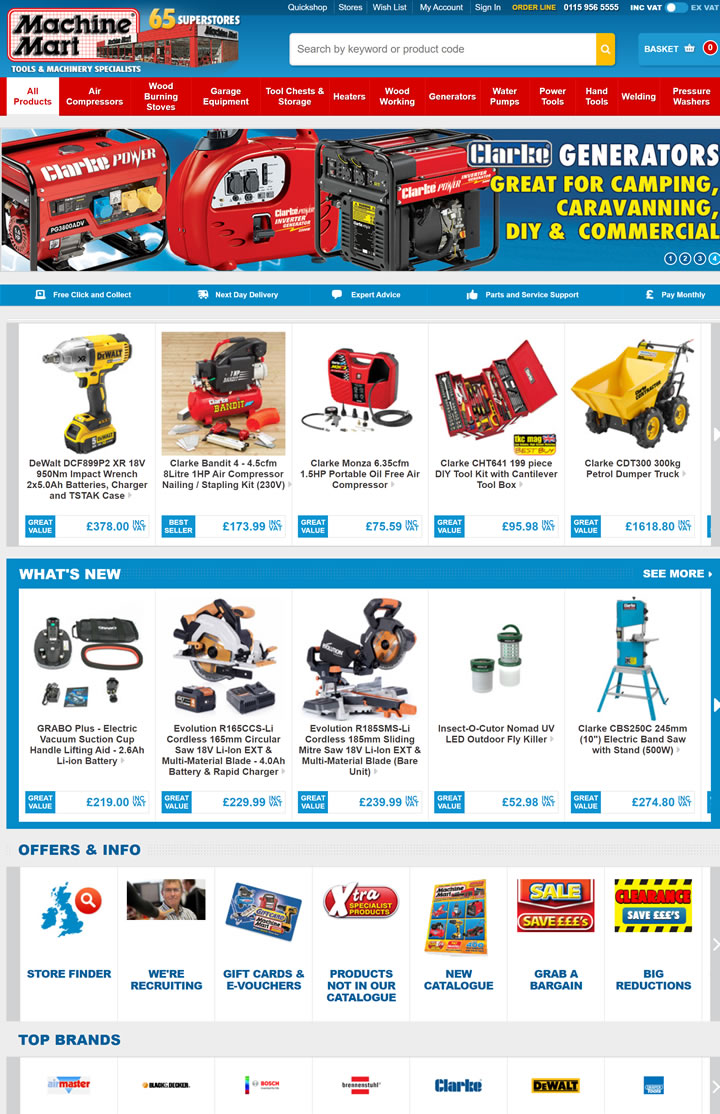 Quickshop Stores Wish List My Account Sign In ORDER LINE 0115 956 5555 INC VAT EX VAT
Machine Mart
65 SUPERSTORES
TOOLS & MACHINERY SPECIALISTS
Search by keyword or product code
BASKET 0
All Products
Air Compressors
Wood Burning Stoves
Garage Equipment
Tool Chests & Storage
Heaters
Wood Working
Generators
Water Pumps
Power Tools
Hand Tools
Welding
Pressure Washers
Clarke POWER
PG3800ADV
Clarke GENERATORS
GREAT FOR CAMPING,
CARAVANNING,
DIY & COMMERCIAL
1 2 3 4
Free Click and Collect
Next Day Delivery
Expert Advice
Parts and Service Support
Pay Monthly
DeWalt DCF899P2 XR 18V
950Nm Impact Wrench
2x5.0Ah Batteries, Charger
and TSTAK Case
GREAT VALUE £378.00 INC VAT
Clarke Bandit 4 - 4.5cfm
8Litre 1HP Air Compressor
Nailing / Stapling Kit (230V)
BEST SELLER £173.99 INC VAT
Clarke Monza 6.35cfm
1.5HP Portable Oil Free Air
Compressor
GREAT VALUE £75.59 INC VAT
Clarke CHT641 199 piece
DIY Tool Kit with Cantilever
Tool Box
GREAT VALUE £95.98 INC VAT
Clarke CDT300 300kg
Petrol Dumper Truck
GREAT VALUE £1618.80 INC VAT
WHAT'S NEW
SEE MORE
GRABO Plus - Electric
Vacuum Suction Cup
Handle Lifting Aid - 2.6Ah
Li-ion Battery
GREAT VALUE £219.00 INC VAT
Evolution R165CCS-Li
Cordless 165mm Circular
Saw 18V Li-Ion EXT &
Multi-Material Blade - 4.0Ah
Battery & Rapid Charger
GREAT VALUE £229.99 INC VAT
Evolution R185SMS-Li
Cordless 185mm Sliding
Mitre Saw 18V Li-Ion EXT &
Multi-Material Blade (Bare
Unit)
GREAT VALUE £239.99 INC VAT
Insect-O-Cutor Nomad UV
LED Outdoor Fly Killer
GREAT VALUE £52.98 INC VAT
Clarke CBS250C 245mm
(10") Electric Band Saw
with Stand (500W)
GREAT VALUE £274.80 INC VAT
OFFERS & INFO
STORE FINDER
WE'RE
RECRUITING
GIFT CARDS &
E-VOUCHERS
Xtra
SPECIALIST
PRODUCTS
PRODUCTS
NOT IN OUR
CATALOGUE
NEW
CATALOGUE
SALE
SAVE £££'S
GRAB A
BARGAIN
CLEARANCE
SAVE £££'S
BIG
REDUCTIONS
TOP BRANDS
airmaster
BLACK & DECKER
BOSCH
brennenstuhl
Clarke
DEWALT